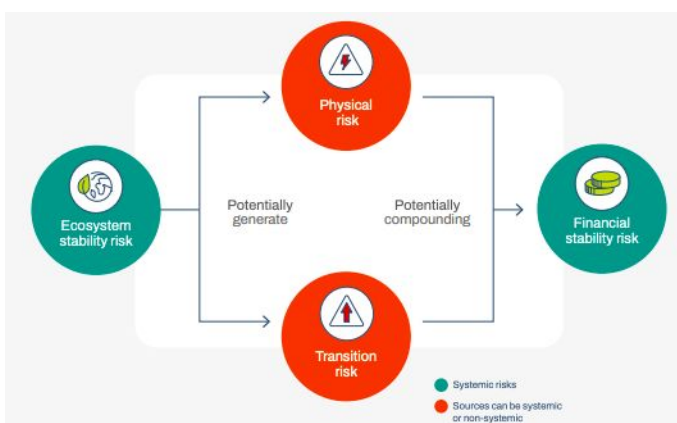 Physical
risk
Ecosystem
stability risk
Potentially
generate
Potentially
compounding
Financial
stability risk
Transition
risk
Systemic risks
Sources can be systemic
or non-systemic